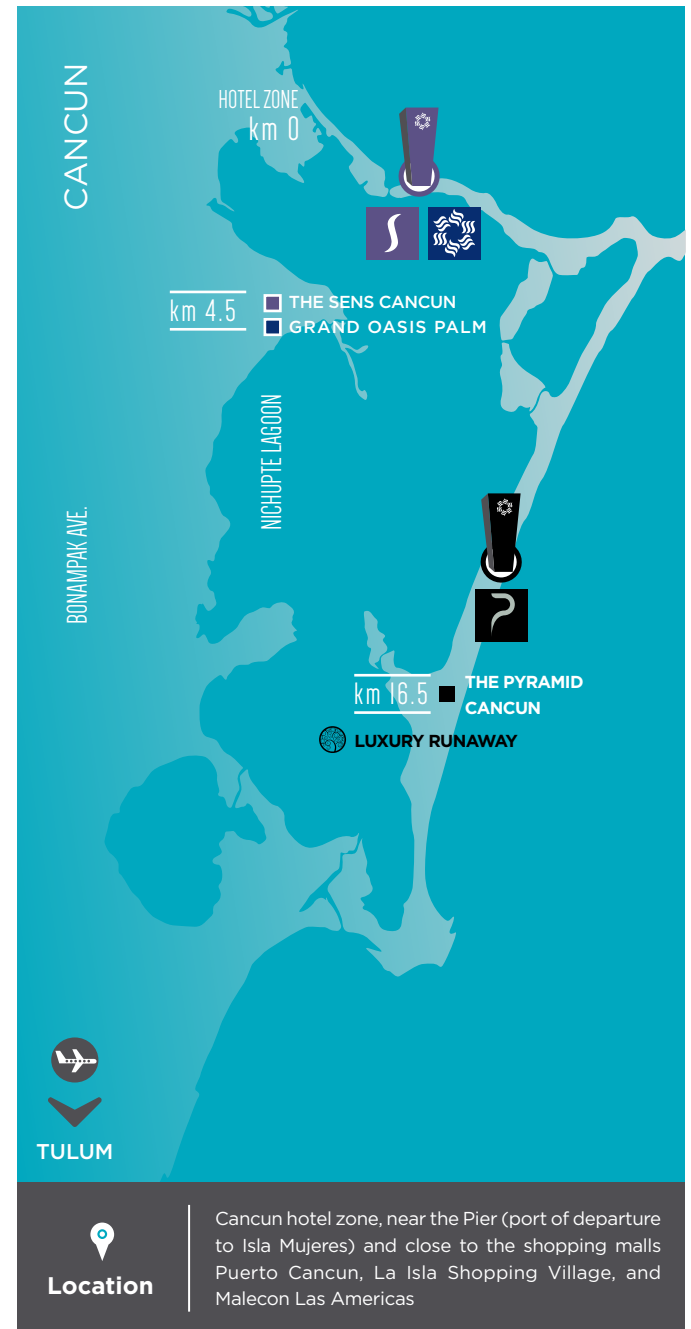 CANCUN
HOTEL ZONE
km 0
km 4.5
THE SENS CANCUN
GRAND OASIS PALM
NICHUPTE LAGOON
BONAMPAK AVE.
km 16.5
THE PYRAMID
CANCUN
LUXURY RUNAWAY
TULUM
Location
Cancun hotel zone, near the Pier (port of departure
to Isla Mujeres) and close to the shopping malls
Puerto Cancun, La Isla Shopping Village, and
Malecon Las Americas